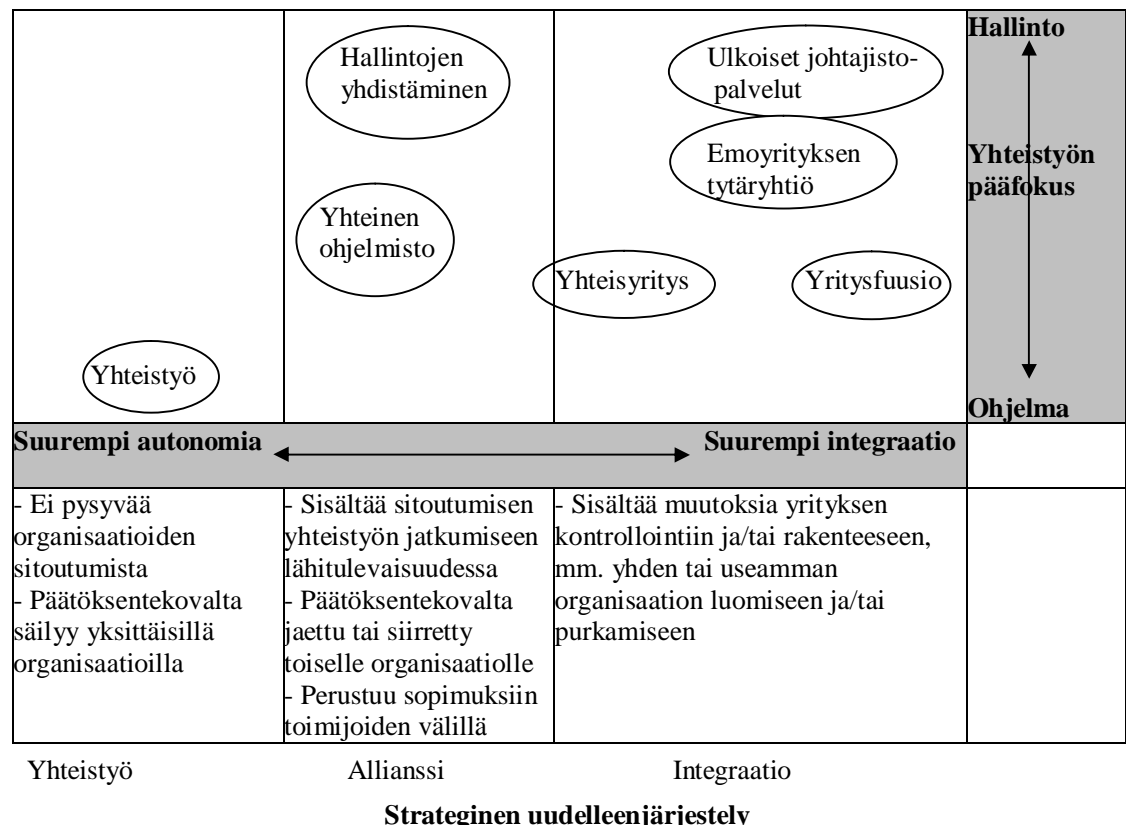 Hallinto
Hallintojen
yhdistäminen
Ulkoiset johtajisto-
palvelut
Emoyrityksen
tytäryhtiö
Yhteistyön
pääfokus
Yhteinen
ohjelmisto
Yhteisyritys
Yritysfuusio
Yhteistyö
Ohjelma
Suurempi autonomia
Suurempi integraatio
- Ei pysyvää
organisaatioiden
sitoutumista
- Päätöksentekovalta
säilyy yksittäisillä
organisaatioilla
- Sisältää sitoutumisen
yhteistyön jatkumiseen
lähitulevaisuudessa
- Päätöksentekovalta
jaettu tai siirretty
toiselle organisaatiolle
- Perustuu sopimuksiin
toimijoiden välillä
- Sisältää muutoksia yrityksen
kontrollointiin ja/tai rakenteeseen,
mm. yhden tai useamman
organisaation luomiseen ja/tai
purkamiseen
Yhteistyö Allianssi Integraatio
Strateginen uudelleenjärjestely